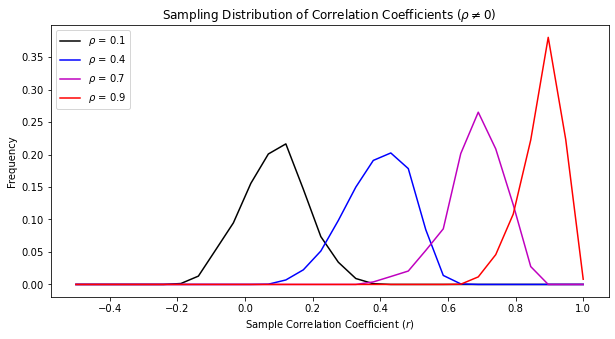 Sampling Distribution of Correlation Coefficients (ρ ≠ 0)
ρ = 0.1
ρ = 0.4
ρ = 0.7
ρ = 0.9
Frequency
0.35
0.30
0.25
0.20
0.15
0.10
0.05
0.00
−0.4 −0.2 0.0 0.2 0.4 0.6 0.8 1.0
Sample Correlation Coefficient (r)